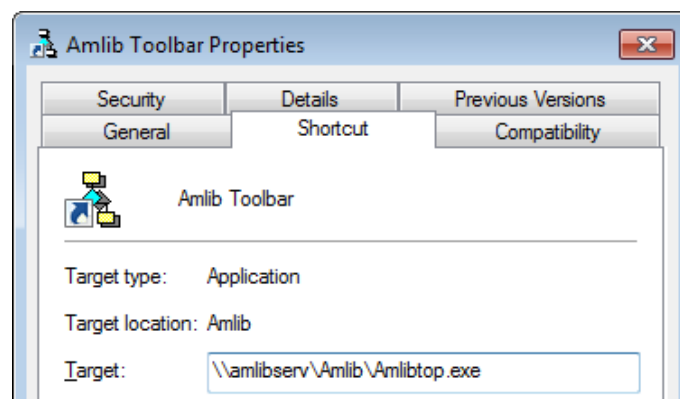 Amlib Toolbar Properties
Security Details Previous Versions
General Shortcut Compatibility
Amlib Toolbar
Target type: Application
Target location: Amlib
Target: \\amlibserv\Amlib\Amlibtop.exe